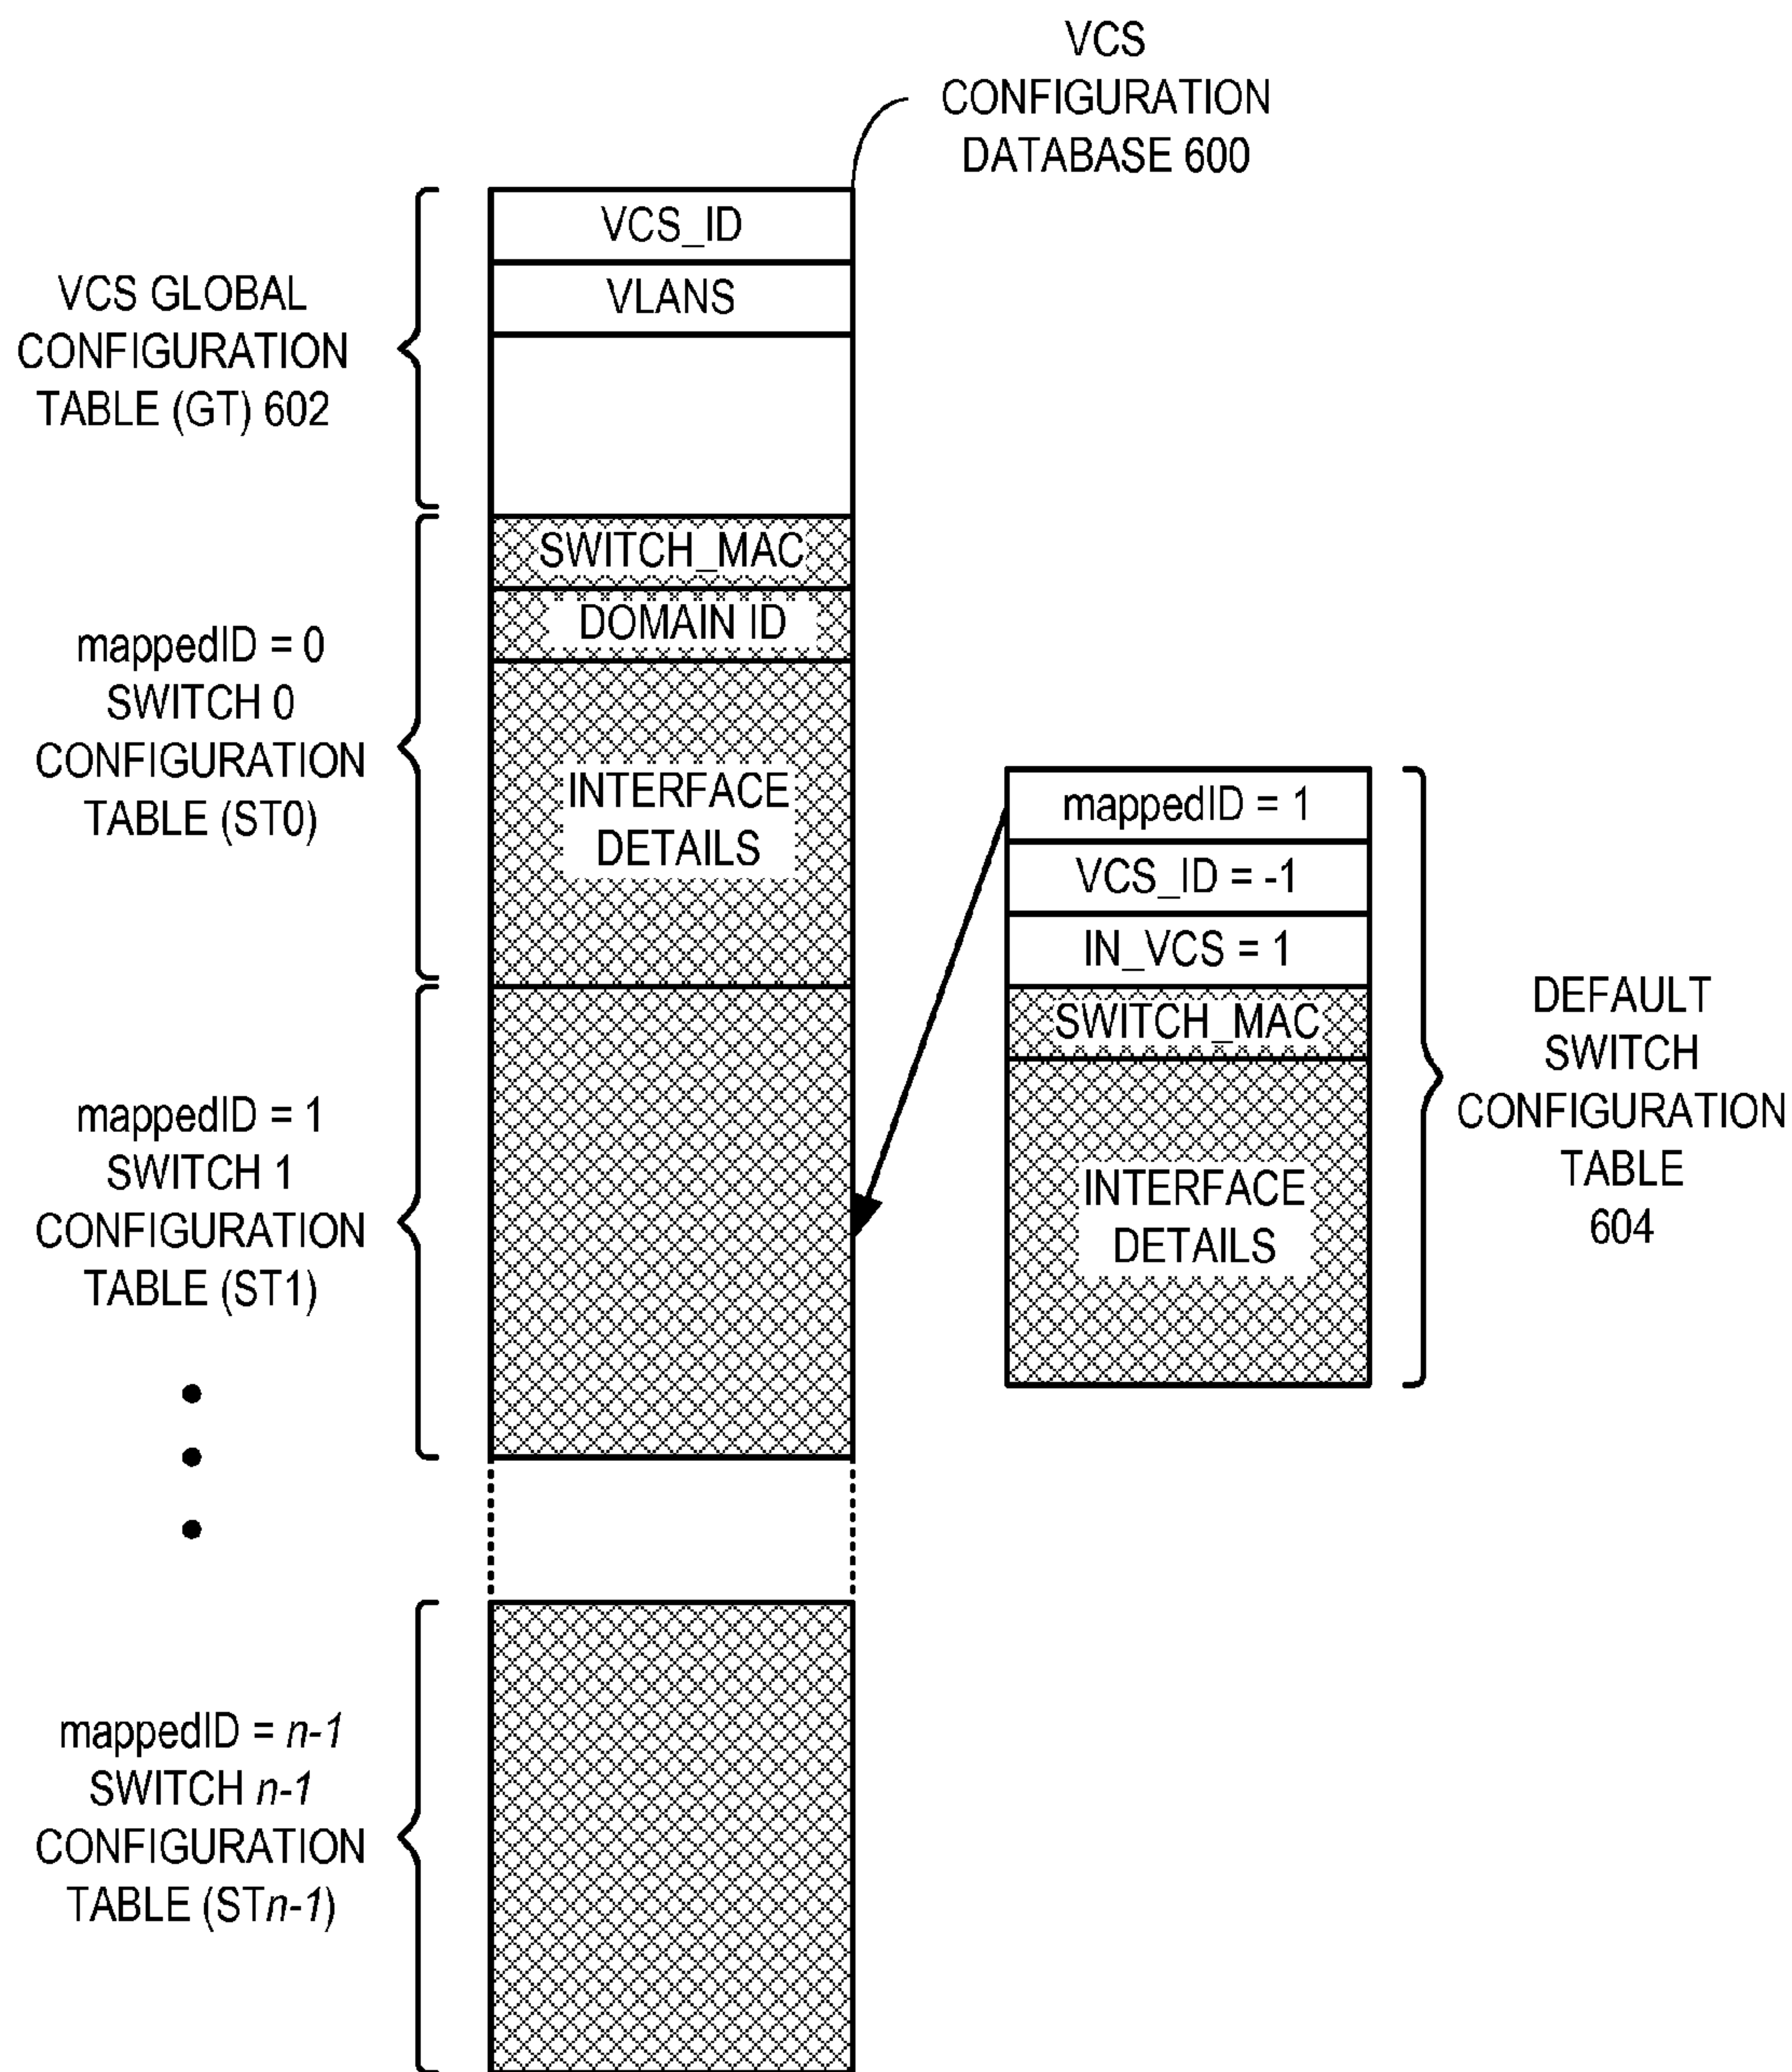 VCS
CONFIGURATION
DATABASE 600
VCS_ID
VLANS
VCS GLOBAL
CONFIGURATION
TABLE (GT) 602
SWITCH_MAC
DOMAIN ID
INTERFACE
DETAILS
mappedID = 0
SWITCH 0
CONFIGURATION
TABLE (ST0)
mappedID = 1
VCS_ID = -1
IN_VCS = 1
SWITCH_MAC
INTERFACE
DETAILS
DEFAULT
SWITCH
CONFIGURATION
TABLE
604
mappedID = 1
SWITCH 1
CONFIGURATION
TABLE (ST1)
mappedID = n-1
SWITCH n-1
CONFIGURATION
TABLE (STn-1)